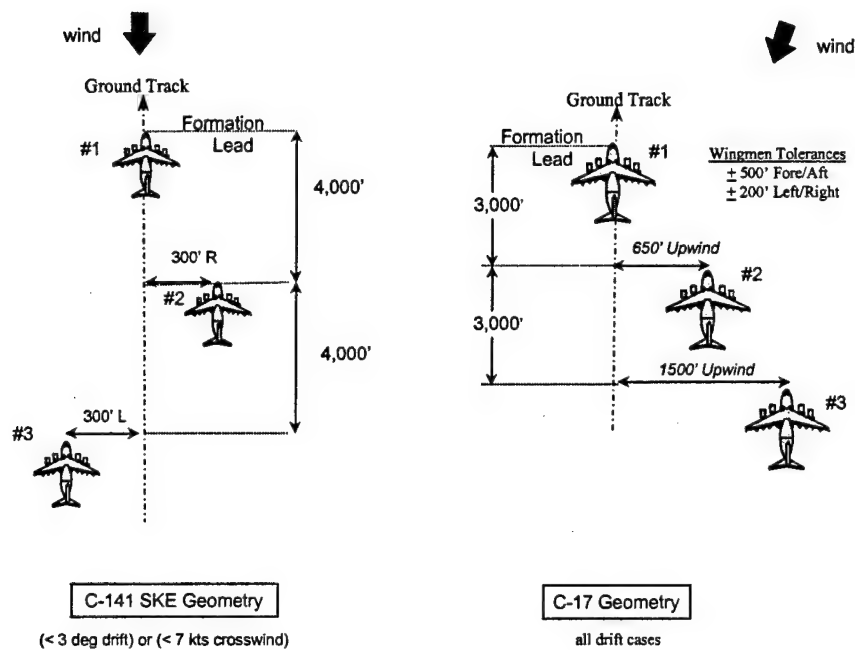 wind
Ground Track
Formation
Lead
#1
4,000'
300' R
#2
4,000'
300' L
#3
C-141 SKE Geometry
(< 3 deg drift) or (< 7 kts crosswind)
wind
Ground Track
Formation
Lead
#1
Wingmen Tolerances
± 500' Fore/Aft
± 200' Left/Right
3,000'
650' Upwind
#2
3,000'
1500' Upwind
#3
C-17 Geometry
all drift cases